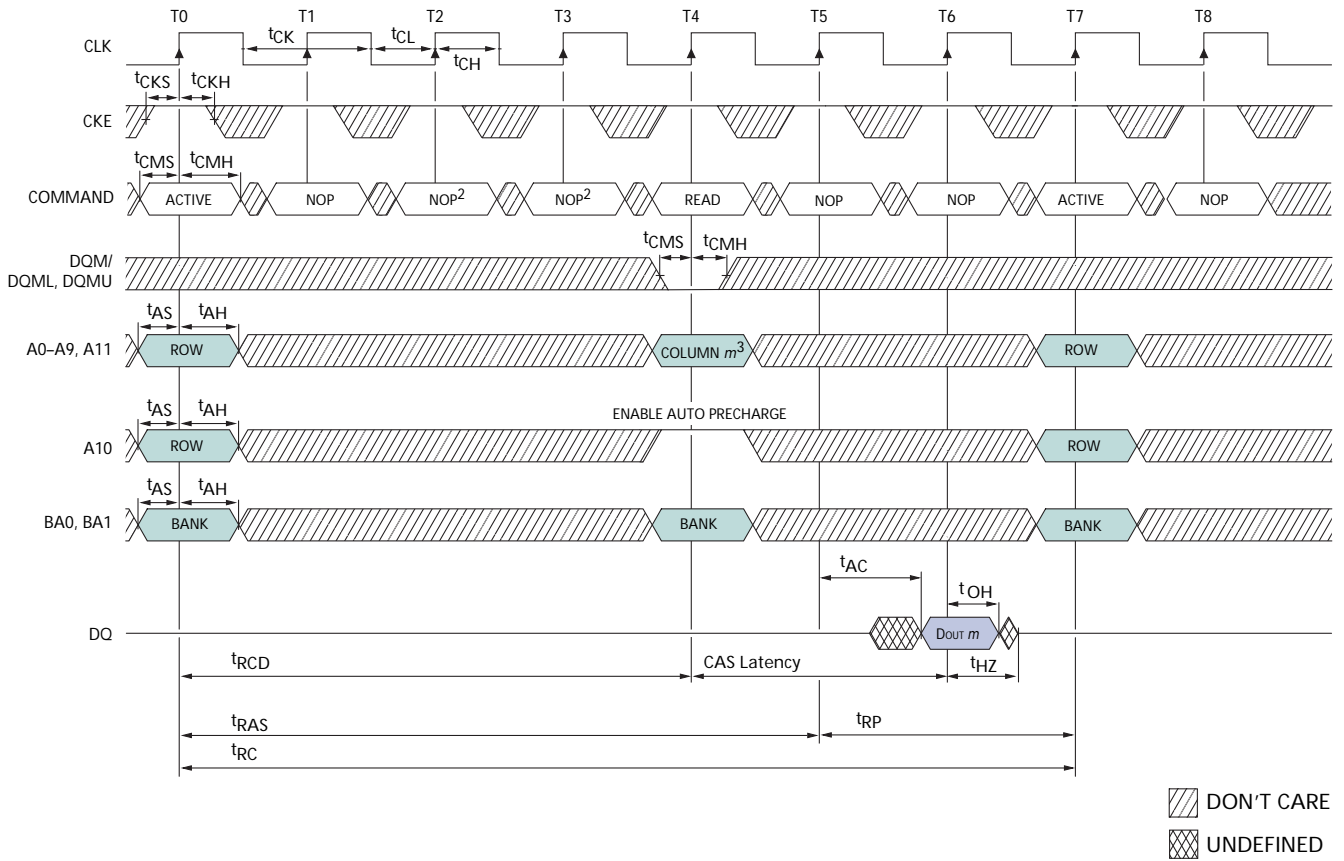 T0 T1 T2 T3 T4 T5 T6 T7 T8
CLK
tCK tCL
tCH
tCKS tCKH
CKE
tCMS tCMH
COMMAND ACTIVE NOP NOP2 NOP2 READ NOP NOP ACTIVE NOP
tCMS tCMH
DQM/
DQML, DQMU
tAS tAH
A0–A9, A11 ROW COLUMN m3 ROW
ENABLE AUTO PRECHARGE
tAS tAH
A10 ROW ROW
tAS tAH
BA0, BA1 BANK BANK BANK
tAC
tOH
DQ DOUT m
tRCD CAS Latency tHZ
tRAS tRP
tRC
DON'T CARE
UNDEFINED